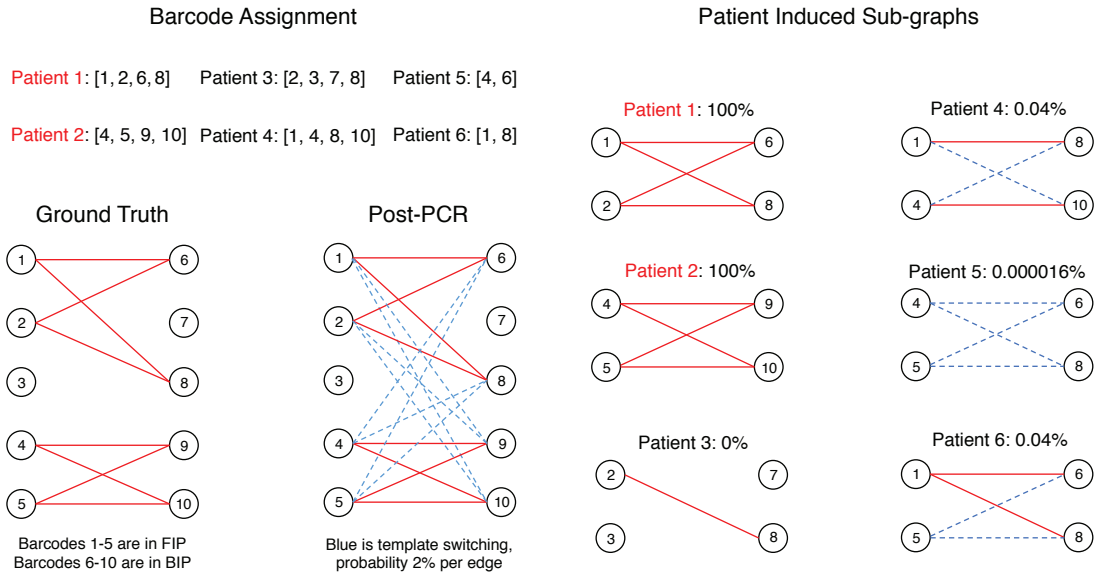 Barcode Assignment
Patient 1: [1, 2, 6, 8] Patient 3: [2, 3, 7, 8] Patient 5: [4, 6]
Patient 2: [4, 5, 9, 10] Patient 4: [1, 4, 8, 10] Patient 6: [1, 8]
Ground Truth
1 6
2 7
3 8
4 9
5 10
Barcodes 1-5 are in FIP
Barcodes 6-10 are in BIP
Post-PCR
1 6
2 7
3 8
4 9
5 10
Blue is template switching,
probability 2% per edge
Patient Induced Sub-graphs
Patient 1: 100%
1 6
2 8
Patient 4: 0.04%
1 8
4 10
Patient 2: 100%
4 9
5 10
Patient 5: 0.000016%
4 6
5 8
Patient 3: 0%
2 7
3 8
Patient 6: 0.04%
1 6
5 8